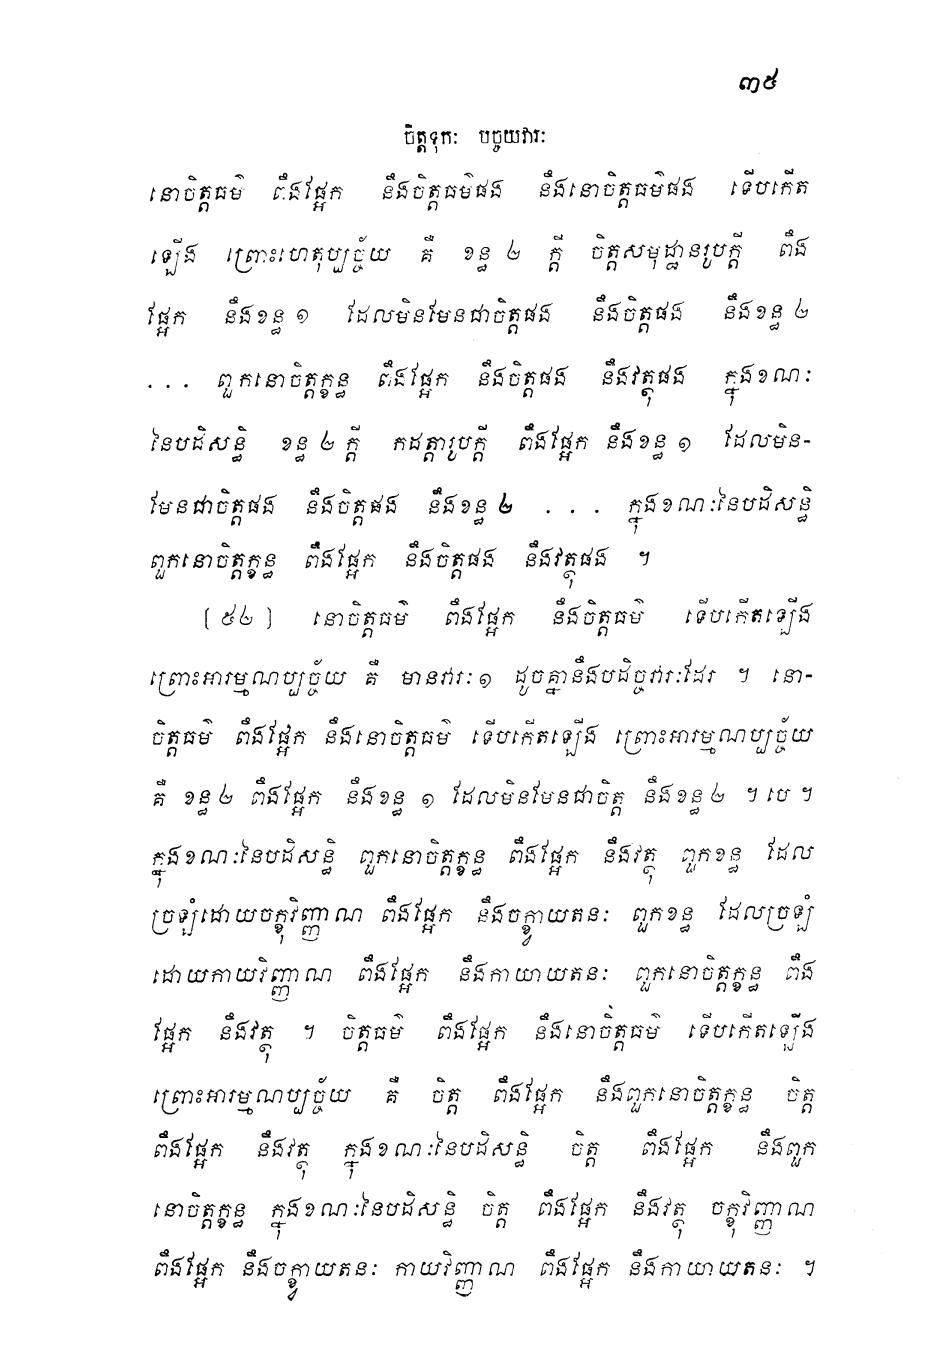 ៣៥
ចិត្តទុកៈ បច្ចយវារៈ
នោចិត្តធម៌ ពឹងផ្អែក នឹងចិត្តធម៌ផង នឹងនោចិត្តធម៌ផង ទើបកើត
ឡើង ព្រោះហេតុប្បច្ច័យ គឺ ខន្ធ ២ ក្តី ចិត្តសមុដ្ឋានរូបក្តី ពឹង
ផ្អែក នឹងខន្ធ ១ ដែលមិនមែនជាចិត្តផង នឹងចិត្តផង នឹងខន្ធ ២
... ពួកនោចិត្តក្ខន្ធ ពឹងផ្អែក នឹងចិត្តផង នឹងវត្ថុផង ក្នុងខណៈ
នៃបដិសន្ធិ ខន្ធ ២ ក្តី កដត្តារូបក្តី ពឹងផ្អែក នឹងខន្ធ ១ ដែលមិន-
មែនជាចិត្តផង នឹងចិត្តផង នឹងខន្ធ ២ ... ក្នុងខណៈនៃបដិសន្ធិ
ពួកនោចិត្តក្ខន្ធ ពឹងផ្អែក នឹងចិត្តផង នឹងវត្ថុផង ។
[ ៥២ ] នោចិត្តធម៌ ពឹងផ្អែក នឹងចិត្តធម៌ ទើបកើតឡើង
ព្រោះអារម្មណប្បច្ច័យ គឺ មានវារៈ ១ ដូចគ្នានឹងបដិច្ចវារៈដែរ ។ នោ-
ចិត្តធម៌ ពឹងផ្អែក នឹងនោចិត្តធម៌ ទើបកើតឡើង ព្រោះអារម្មណប្បច្ច័យ
គឺ ខន្ធ ២ ពឹងផ្អែក នឹងខន្ធ ១ ដែលមិនមែនជាចិត្ត នឹងខន្ធ ២ ។ បេ ។
ក្នុងខណៈនៃបដិសន្ធិ ពួកនោចិត្តក្ខន្ធ ពឹងផ្អែក នឹងវត្ថុ ពួកខន្ធ ដែល
ច្រឡំដោយចក្ខុវិញ្ញាណ ពឹងផ្អែក នឹងចក្ខ្វាយតនៈ ពួកខន្ធ ដែលច្រឡំ
ដោយកាយវិញ្ញាណ ពឹងផ្អែក នឹងកាយាយតនៈ ពួកនោចិត្តក្ខន្ធ ពឹង
ផ្អែក នឹងវត្ថុ ។ ចិត្តធម៌ ពឹងផ្អែក នឹងនោចិត្តធម៌ ទើបកើតឡើង
ព្រោះអារម្មណប្បច្ច័យ គឺ ចិត្ត ពឹងផ្អែក នឹងពួកនោចិត្តក្ខន្ធ ចិត្ត
ពឹងផ្អែក នឹងវត្ថុ ក្នុងខណៈនៃបដិសន្ធិ ចិត្ត ពឹងផ្អែក នឹងពួក
នោចិត្តក្ខន្ធ ក្នុងខណៈនៃបដិសន្ធិ ចិត្ត ពឹងផ្អែក នឹងវត្ថុ ចក្ខុវិញ្ញាណ
ពឹងផ្អែក នឹងចក្ខ្វាយតនៈ កាយវិញ្ញាណ ពឹងផ្អែក នឹងកាយាយតនៈ ។